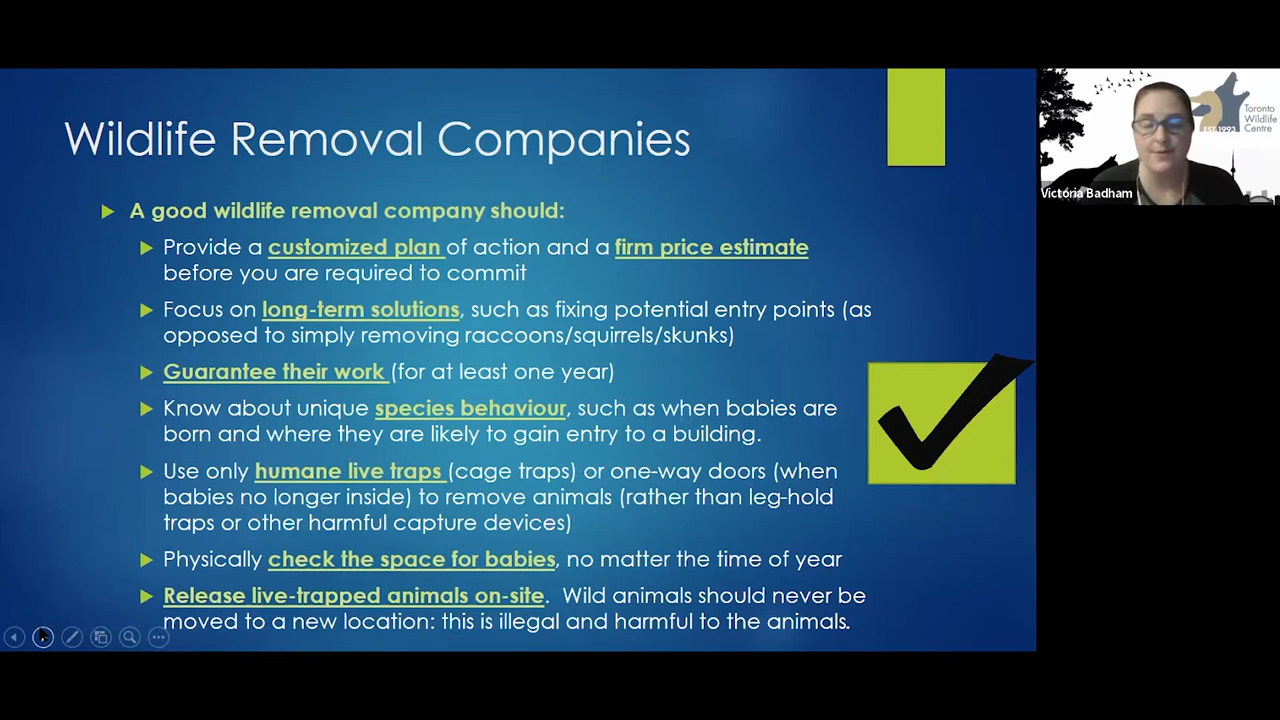 Wildlife Removal Companies
A good wildlife removal company should:
Provide a customized plan of action and a firm price estimate
before you are required to commit
Focus on long-term solutions, such as fixing potential entry points (as
opposed to simply removing raccoons/squirrels/skunks)
Guarantee their work (for at least one year)
Know about unique species behaviour, such as when babies are
born and where they are likely to gain entry to a building.
Use only humane live traps (cage traps) or one-way doors (when
babies no longer inside) to remove animals (rather than leg-hold
traps or other harmful capture devices)
Physically check the space for babies, no matter the time of year
Release live-trapped animals on-site. Wild animals should never be
moved to a new location: this is illegal and harmful to the animals.
Toronto
Wildlife
Centre
EST. 1993
Victoria Badham